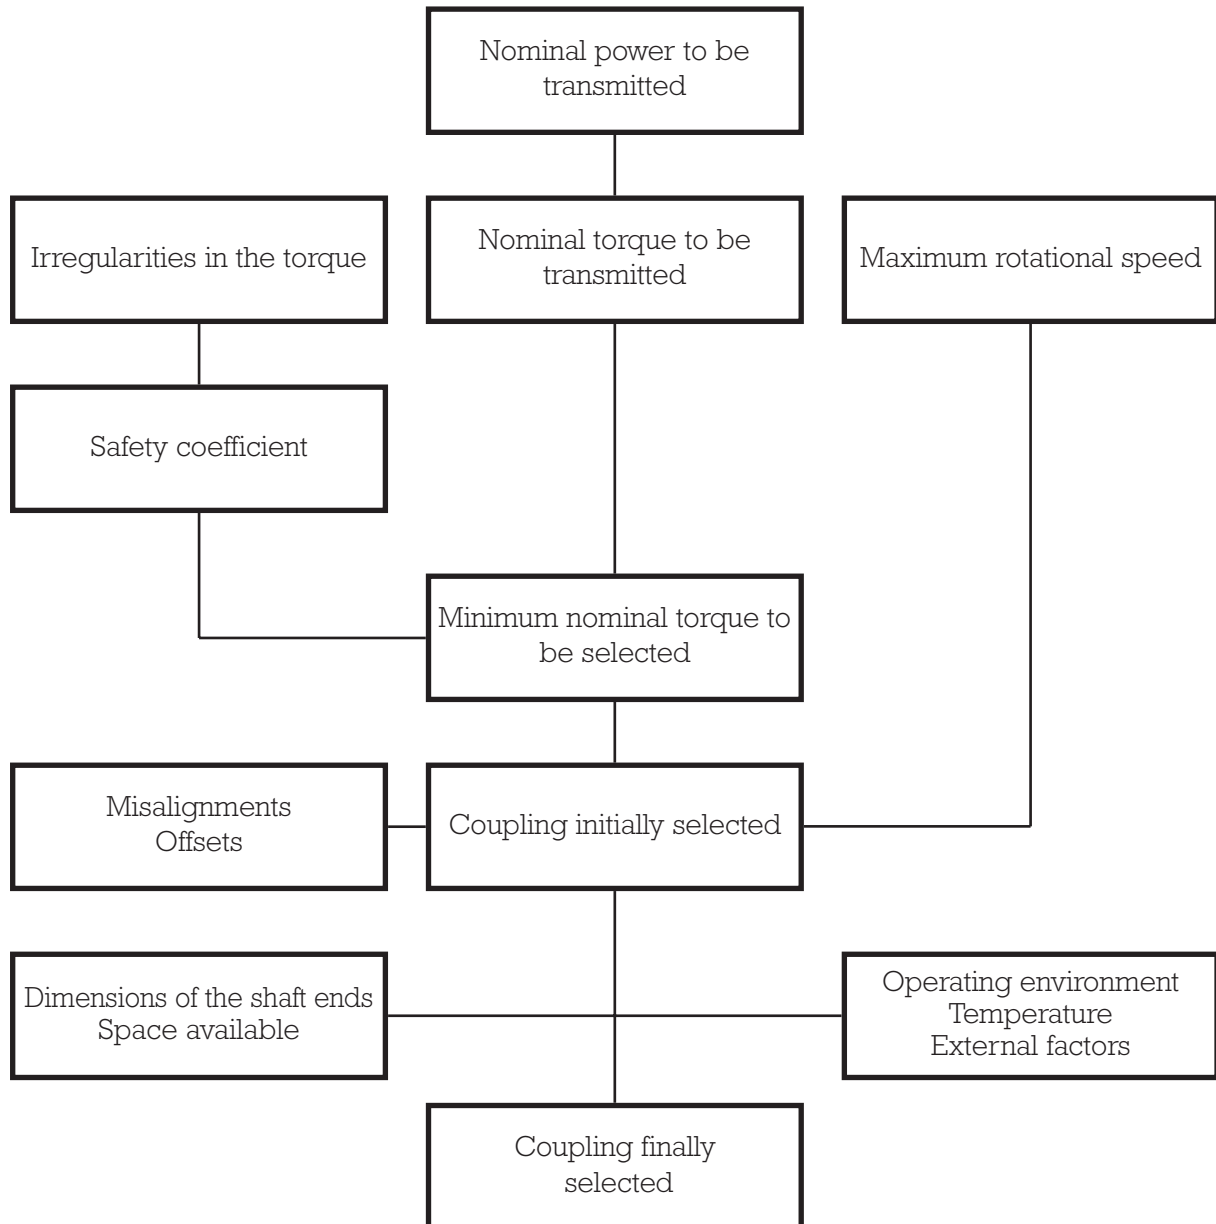 Nominal power to be
transmitted
Irregularities in the torque
Nominal torque to be
transmitted
Maximum rotational speed
Safety coefficient
Minimum nominal torque to
be selected
Misalignments
Offsets
Coupling initially selected
Dimensions of the shaft ends
Space available
Operating environment
Temperature
External factors
Coupling finally
selected